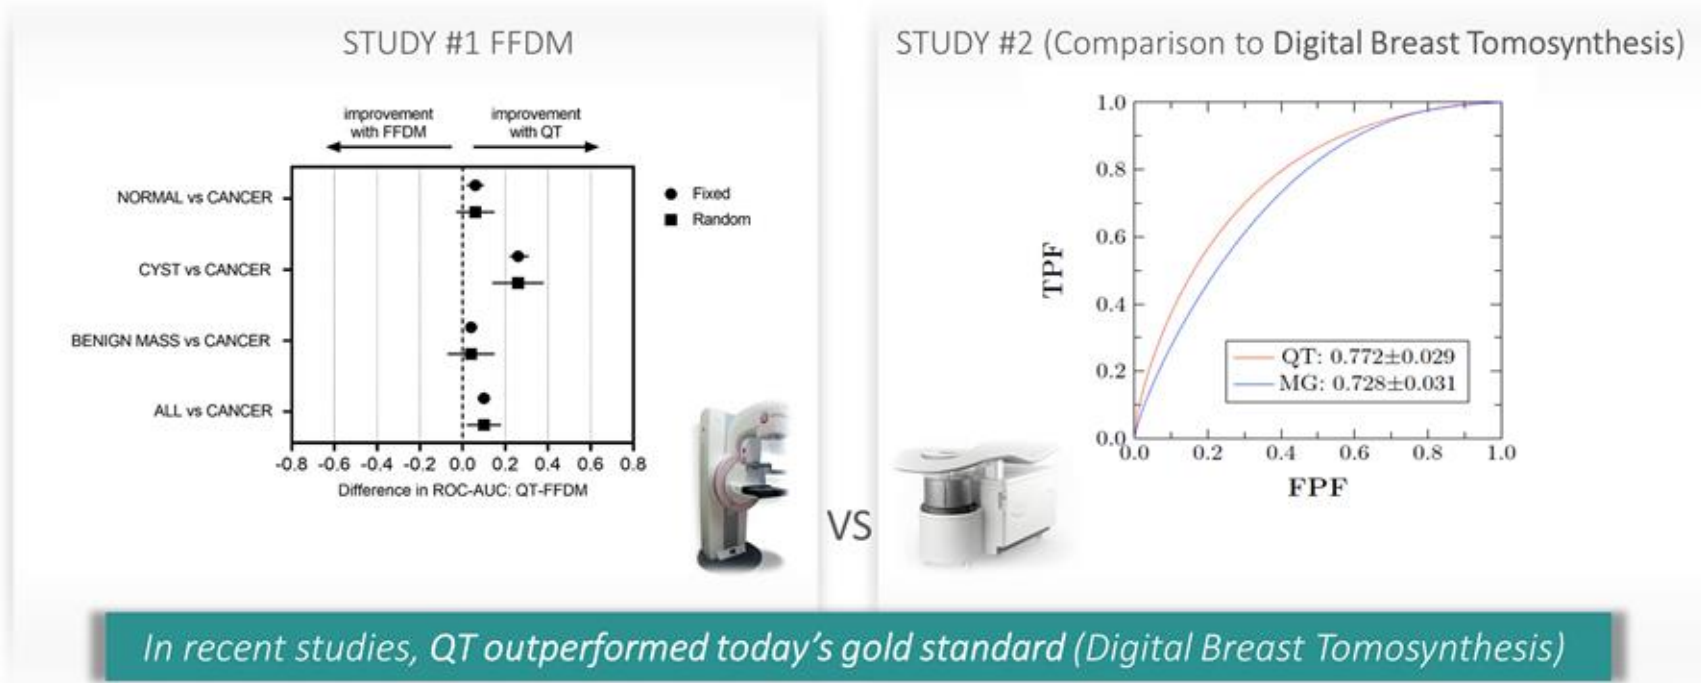 STUDY #1 FFDM
improvement
with FFDM
improvement
with QT
NORMAL vs CANCER
CYST vs CANCER
BENIGN MASS vs CANCER
ALL vs CANCER
Fixed
Random
-0.8 -0.6 -0.4 -0.2 0.0 0.2 0.4 0.6 0.8
Difference in ROC-AUC: QT-FFDM
VS
STUDY #2 (Comparison to Digital Breast Tomosynthesis)
1.0
0.8
0.6
0.4
0.2
0.0
TPF
QT: 0.772±0.029
MG: 0.728±0.031
0.0 0.2 0.4 0.6 0.8 1.0
FPF
In recent studies, QT outperformed today's gold standard (Digital Breast Tomosynthesis)